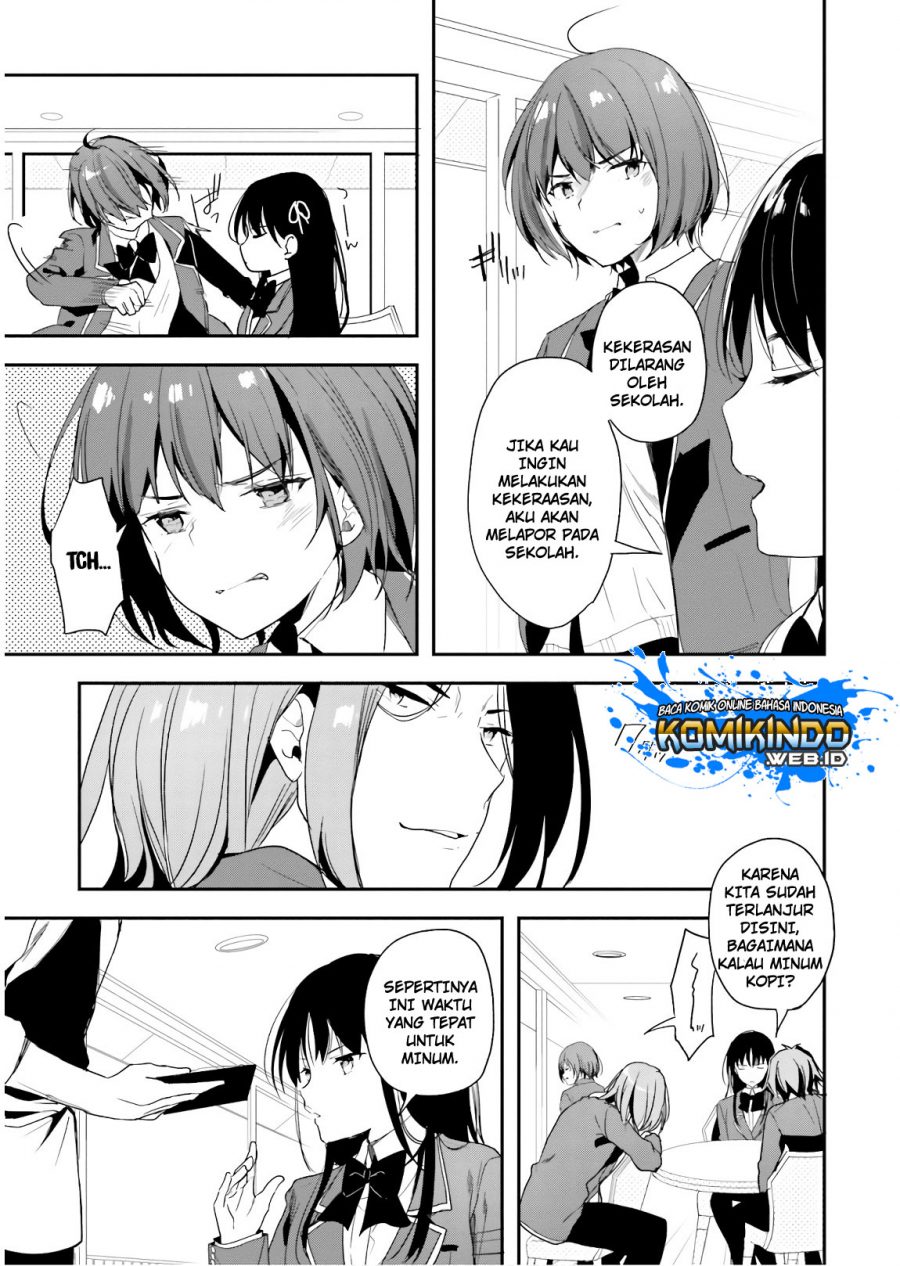 KEKERASAN
DILARANG
OLEH
SEKOLAH.
JIKA KAU
INGIN
MELAKUKAN
KEKERAASAN,
AKU AKAN
MELAPOR PADA
SEKOLAH.
TCH...
BACA KOMIK ONLINE BAHASA INDONESIA
KOMIKINDO
WEB.ID
KARENA
KITA SUDAH
TERLANJUR
DISINI,
BAGAIMANA
KALAU MINUM
KOPI?
SEPERTINYA
INI WAKTU
YANG TEPAT
UNTUK
MINUM.